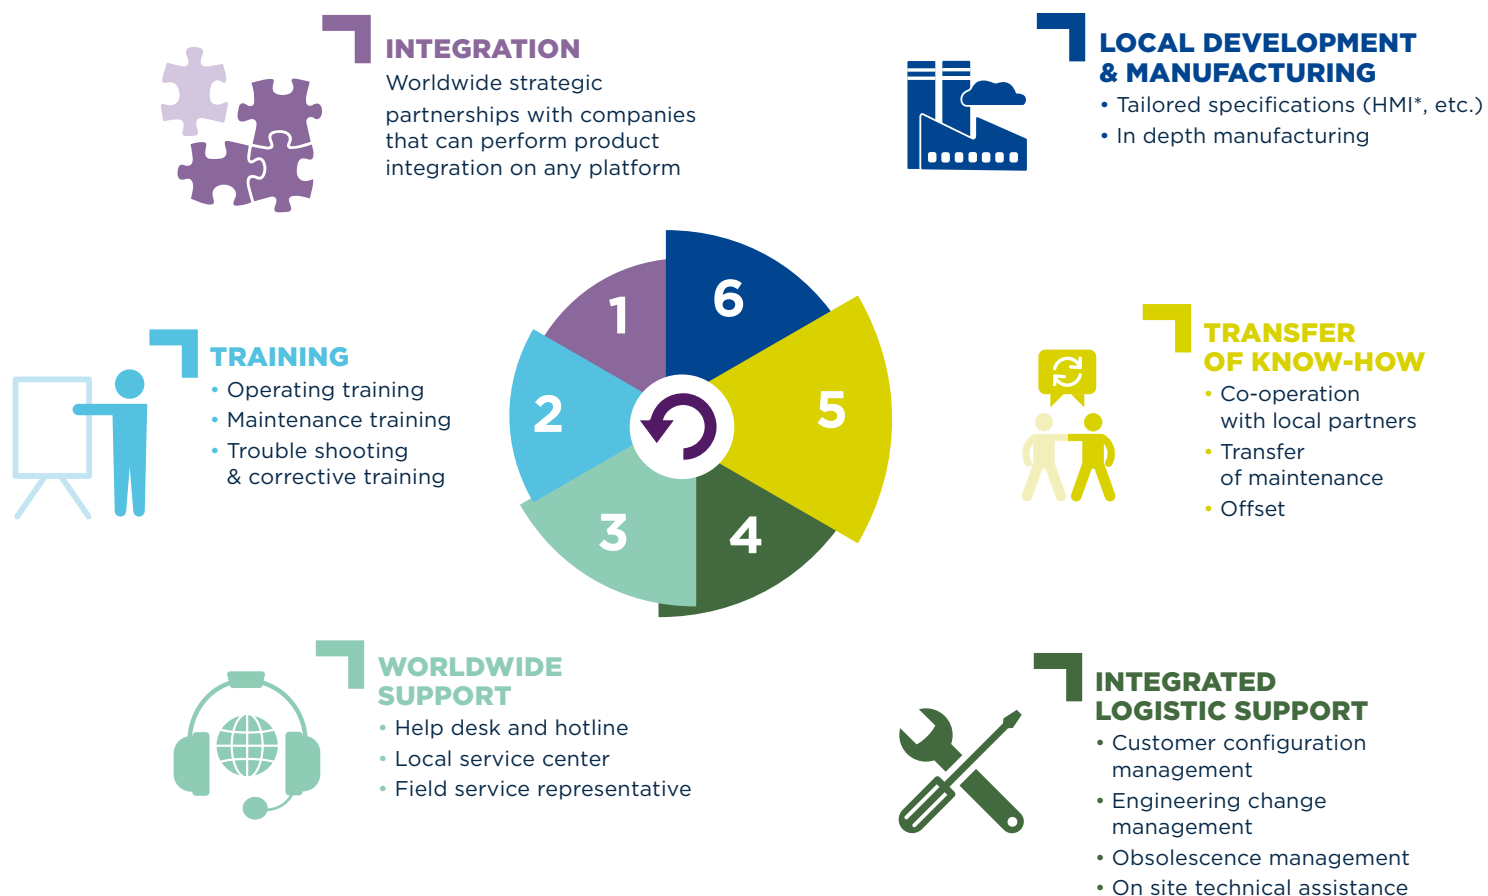 INTEGRATION
Worldwide strategic
partnerships with companies
that can perform product
integration on any platform
LOCAL DEVELOPMENT
& MANUFACTURING
• Tailored specifications (HMI*, etc.)
• In depth manufacturing
1
6
2
5
3
4
TRAINING
• Operating training
• Maintenance training
• Trouble shooting
& corrective training
TRANSFER
OF KNOW-HOW
• Co-operation
with local partners
• Transfer
of maintenance
• Offset
WORLDWIDE
SUPPORT
• Help desk and hotline
• Local service center
• Field service representative
INTEGRATED
LOGISTIC SUPPORT
• Customer configuration
management
• Engineering change
management
• Obsolescence management
• On site technical assistance